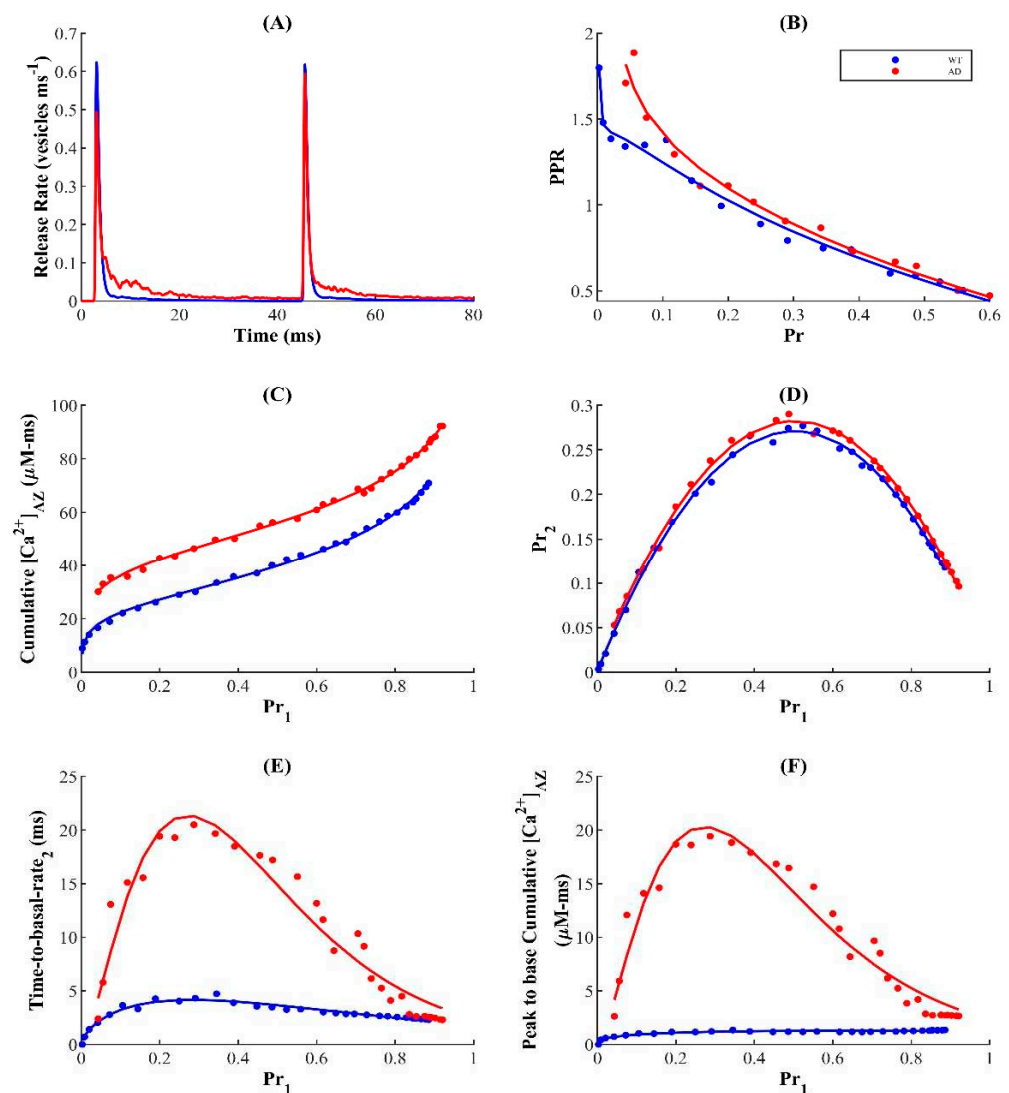 (A)
Release Rate (vesicles ms-1)
0.7
0.6
0.5
0.4
0.3
0.2
0.1
0
0 20 40 60 80
Time (ms)
(B)
WT
AD
PPR
2
1.5
1
0.5
0 0.1 0.2 0.3 0.4 0.5 0.6
Pr
(C)
Cumulative [Ca2+]AZ (μM-ms)
100
80
60
40
20
0
0 0.2 0.4 0.6 0.8 1
Pr1
(D)
Pr2
0.3
0.25
0.2
0.15
0.1
0.05
0
0 0.2 0.4 0.6 0.8 1
Pr1
(E)
Time-to-basal-rate2 (ms)
25
20
15
10
5
0
0 0.2 0.4 0.6 0.8 1
Pr1
(F)
Peak to base Cumulative [Ca2+]AZ
(μM-ms)
25
20
15
10
5
0
0 0.2 0.4 0.6 0.8 1
Pr1